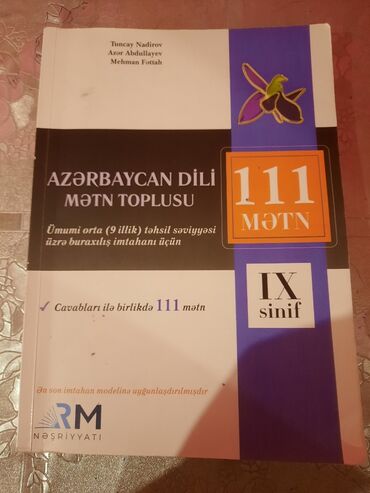 Tuncay Nadirov
Azər Abdullayev
Mehman Fəttah
AZƏRBAYCAN DİLİ
MƏTN TOPLUSU
Ümumi orta (9 illik) təhsil səviyyəsi
üzrə buraxılış imtahanı üçün
111
MƏTN
IX
sinif
✓ Cavabları ilə birlikdə 111 mətn
Ən son imtahan modelinə uyğunlaşdırılmışdır
RM
NƏŞRİYYATI